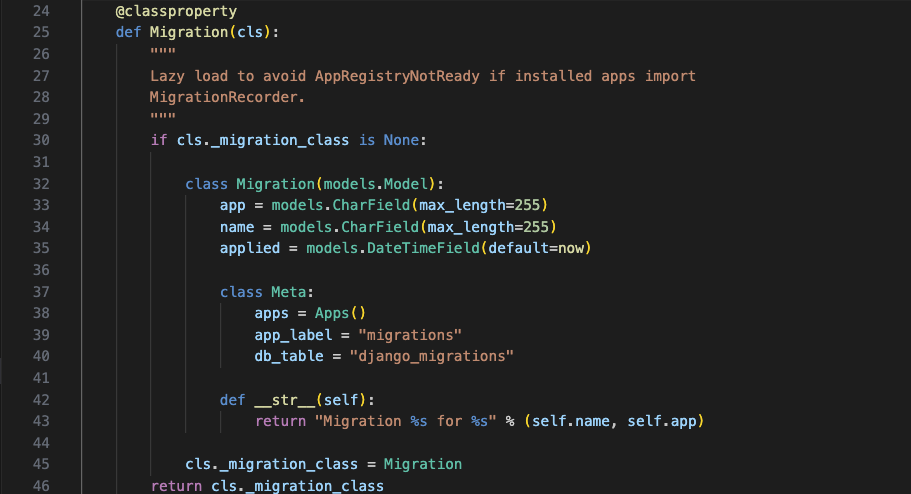 24 @classproperty
25 def Migration(cls):
26 """
27 Lazy load to avoid AppRegistryNotReady if installed apps import
28 MigrationRecorder.
29 """
30 if cls._migration_class is None:
31
32 class Migration(models.Model):
33 app = models.CharField(max_length=255)
34 name = models.CharField(max_length=255)
35 applied = models.DateTimeField(default=now)
36
37 class Meta:
38 apps = Apps()
39 app_label = "migrations"
40 db_table = "django_migrations"
41
42 def __str__(self):
43 return "Migration %s for %s" % (self.name, self.app)
44
45 cls._migration_class = Migration
46 return cls._migration_class